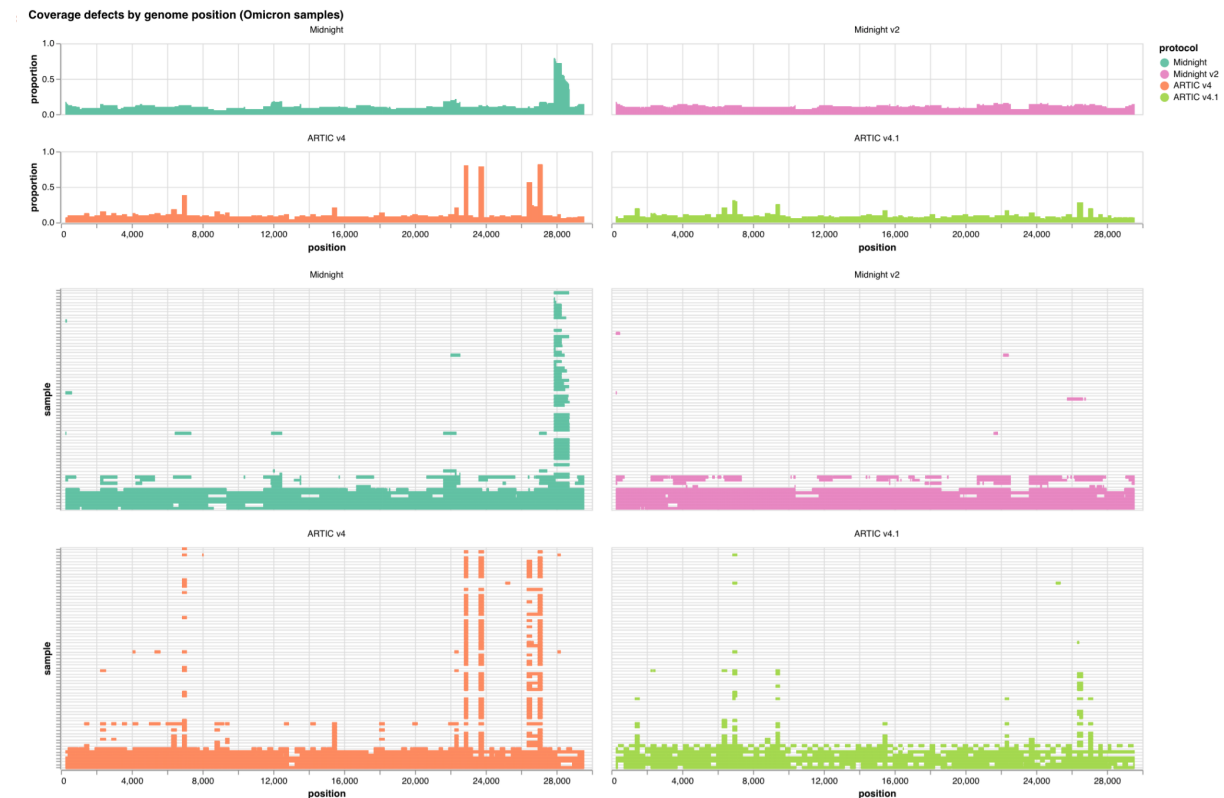 Coverage defects by genome position (Omicron samples)
Midnight
Midnight v2
protocol
Midnight
Midnight v2
ARTIC v4
ARTIC v4.1
proportion
1.0
0.5
0.0
ARTIC v4
ARTIC v4.1
proportion
1.0
0.5
0.0
0 4,000 8,000 12,000 16,000 20,000 24,000 28,000
0 4,000 8,000 12,000 16,000 20,000 24,000 28,000
position
position
Midnight
Midnight v2
sample
ARTIC v4
ARTIC v4.1
sample
0 4,000 8,000 12,000 16,000 20,000 24,000 28,000
0 4,000 8,000 12,000 16,000 20,000 24,000 28,000
position
position